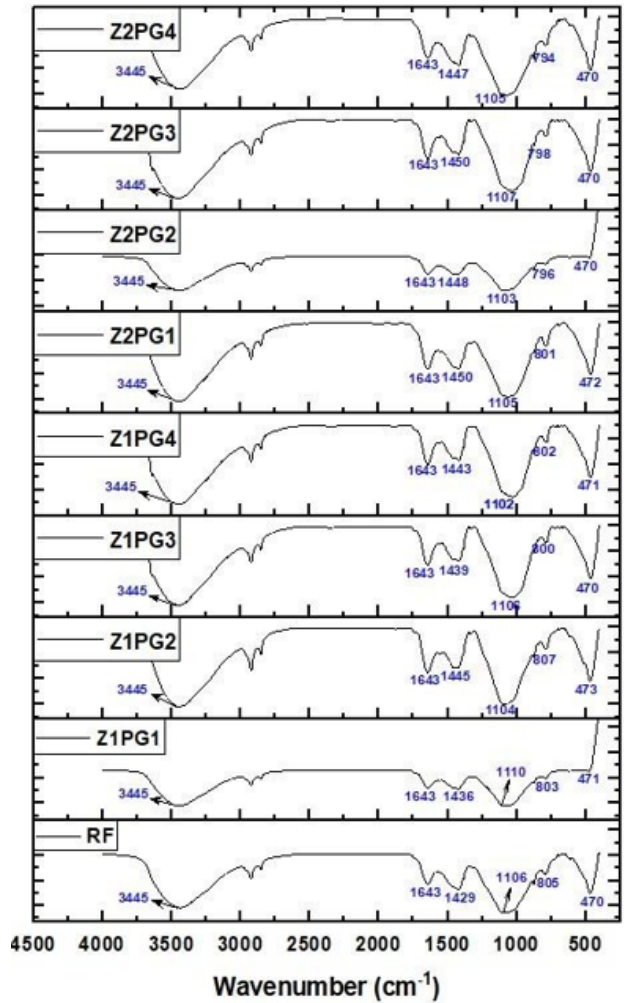 Z2PG4
3445 1643 1447 1105 794 470
Z2PG3
3445 1643 1450 1107 798 470
Z2PG2
3445 1643 1448 1103 796 470
Z2PG1
3445 1643 1450 1105 801 472
Z1PG4
3445 1643 1443 1102 802 471
Z1PG3
3445 1643 1439 800 470
Z1PG2
3445 1643 1445 1104 807 473
Z1PG1
3445 1643 1436 1110 803 471
RF
3445 1643 1429 1106 805 470
4500 4000 3500 3000 2500 2000 1500 1000 500
Wavenumber (cm⁻¹)